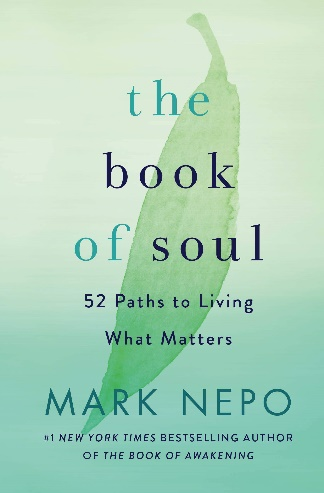 the
book
of soul
52 Paths to Living
What Matters
MARK NEPO
#1 NEW YORK TIMES BESTSELLING AUTHOR
OF THE BOOK OF AWAKENING